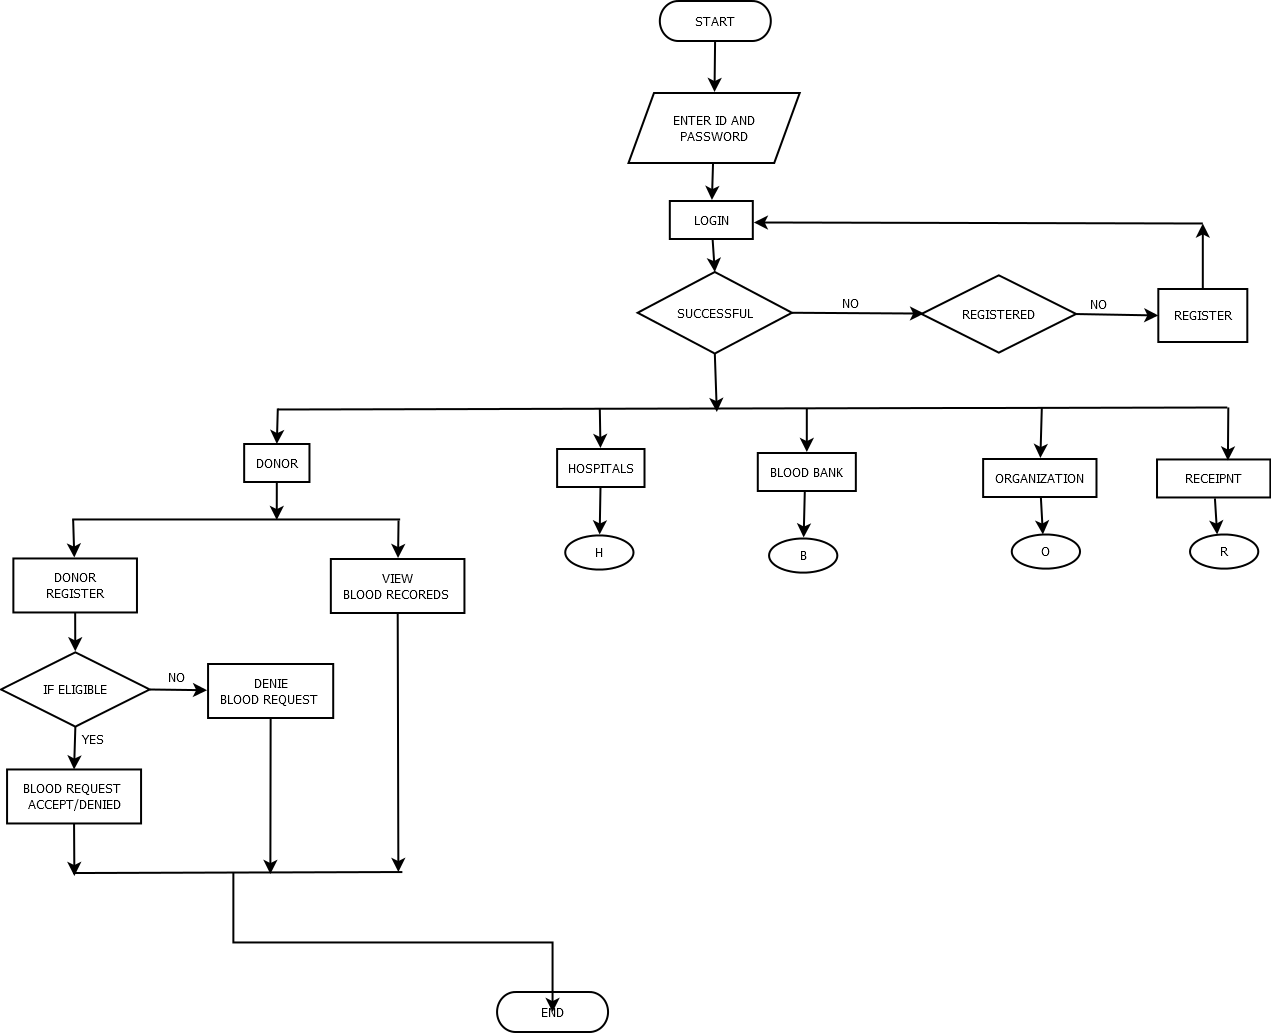 START
ENTER ID AND
PASSWORD
LOGIN
SUCCESSFUL
NO
REGISTERED
NO
REGISTER
DONOR
HOSPITALS
BLOOD BANK
ORGANIZATION
RECEIPNT
H
B
O
R
DONOR
REGISTER
VIEW
BLOOD RECOREDS
IF ELIGIBLE
NO
DENIE
BLOOD REQUEST
YES
BLOOD REQUEST
ACCEPT/DENIED
END